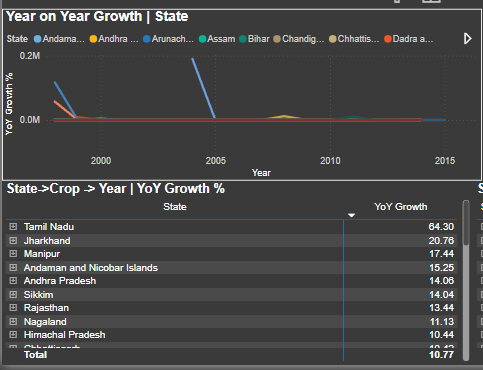 Year on Year Growth | State
State Andama... Andhra ... Arunach... Assam Bihar Chandig... Chhattis... Dadra a...
0.2M
YoY Growth %
0.0M
2000 2005 2010 2015
Year
State->Crop -> Year | YoY Growth %
State YoY Growth
Tamil Nadu 64.30
Jharkhand 20.76
Manipur 17.44
Andaman and Nicobar Islands 15.25
Andhra Pradesh 14.06
Sikkim 14.04
Rajasthan 13.44
Nagaland 11.13
Himachal Pradesh 10.44
Total 10.77